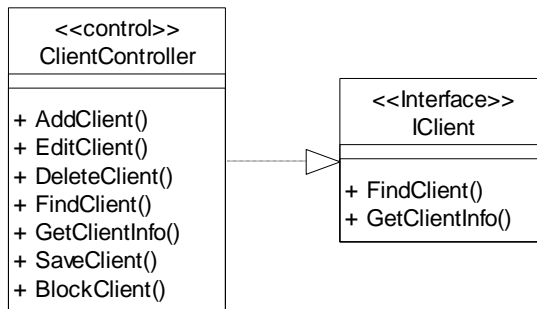 <<control>>
ClientController
+ AddClient()
+ EditClient()
+ DeleteClient()
+ FindClient()
+ GetClientInfo()
+ SaveClient()
+ BlockClient()
<<Interface>>
IClient
+ FindClient()
+ GetClientInfo()